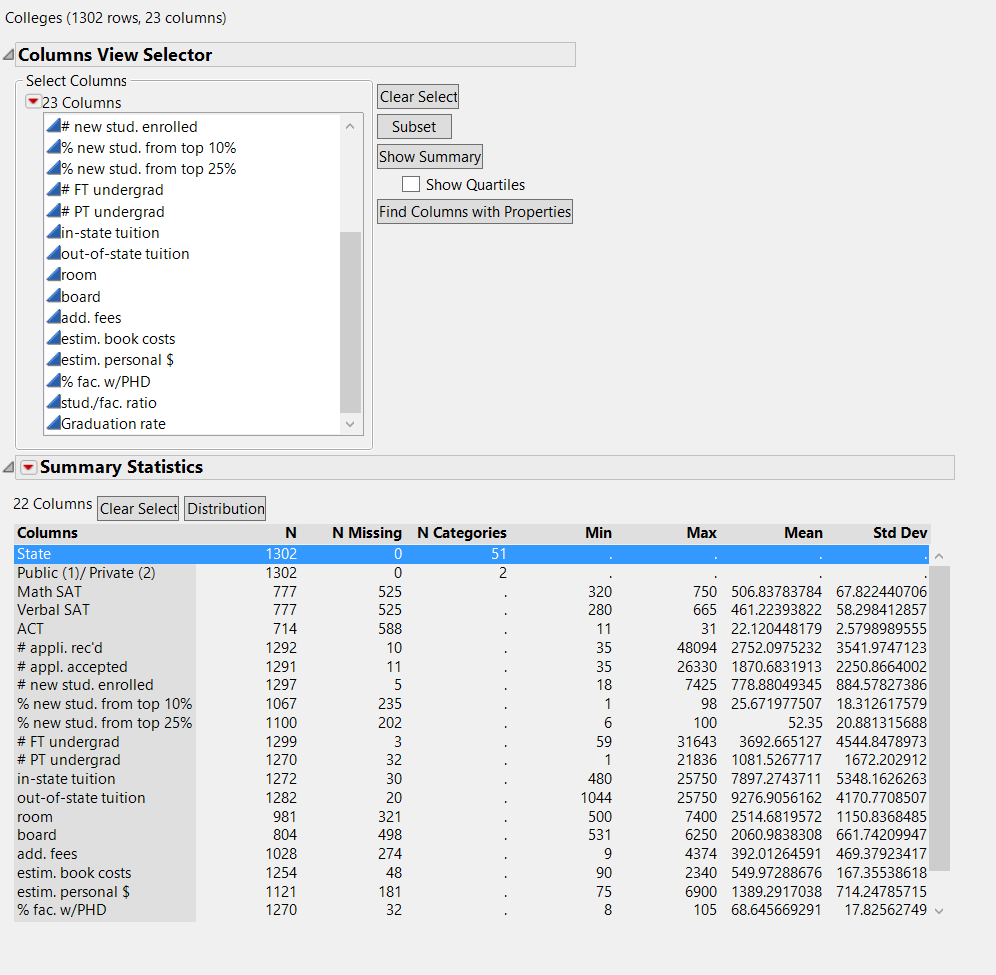 Colleges (1302 rows, 23 columns)
Columns View Selector
Select Columns
23 Columns
# new stud. enrolled
% new stud. from top 10%
% new stud. from top 25%
# FT undergrad
# PT undergrad
in-state tuition
out-of-state tuition
room
board
add. fees
estim. book costs
estim. personal $
% fac. w/PHD
stud./fac. ratio
Graduation rate
Clear Select
Subset
Show Summary
Show Quartiles
Find Columns with Properties
Summary Statistics
22 Columns Clear Select Distribution
Columns N N Missing N Categories Min Max Mean Std Dev
State 1302 0 51 . . . .
Public (1)/ Private (2) 1302 0 2 . . . .
Math SAT 777 525 . 320 750 506.83783784 67.822440706
Verbal SAT 777 525 . 280 665 461.22393822 58.298412857
ACT 714 588 . 11 31 22.120448179 2.5798989555
# appli. rec'd 1292 10 . 35 48094 2752.0975232 3541.9747123
# appl. accepted 1291 11 . 35 26330 1870.6831913 2250.8664002
# new stud. enrolled 1297 5 . 18 7425 778.88049345 884.57827386
% new stud. from top 10% 1067 235 . 1 98 25.671977507 18.312617579
% new stud. from top 25% 1100 202 . 6 100 52.35 20.881315688
# FT undergrad 1299 3 . 59 31643 3692.665127 4544.8478973
# PT undergrad 1270 32 . 1 21836 1081.5267717 1672.202912
in-state tuition 1272 30 . 480 25750 7897.2743711 5348.1626263
out-of-state tuition 1282 20 . 1044 25750 9276.9056162 4170.7708507
room 981 321 . 500 7400 2514.6819572 1150.8368485
board 804 498 . 531 6250 2060.9838308 661.74209947
add. fees 1028 274 . 9 4374 392.01264591 469.37923417
estim. book costs 1254 48 . 90 2340 549.97288676 167.35538618
estim. personal $ 1121 181 . 75 6900 1389.2917038 714.24785715
% fac. w/PHD 1270 32 . 8 105 68.645669291 17.82562749